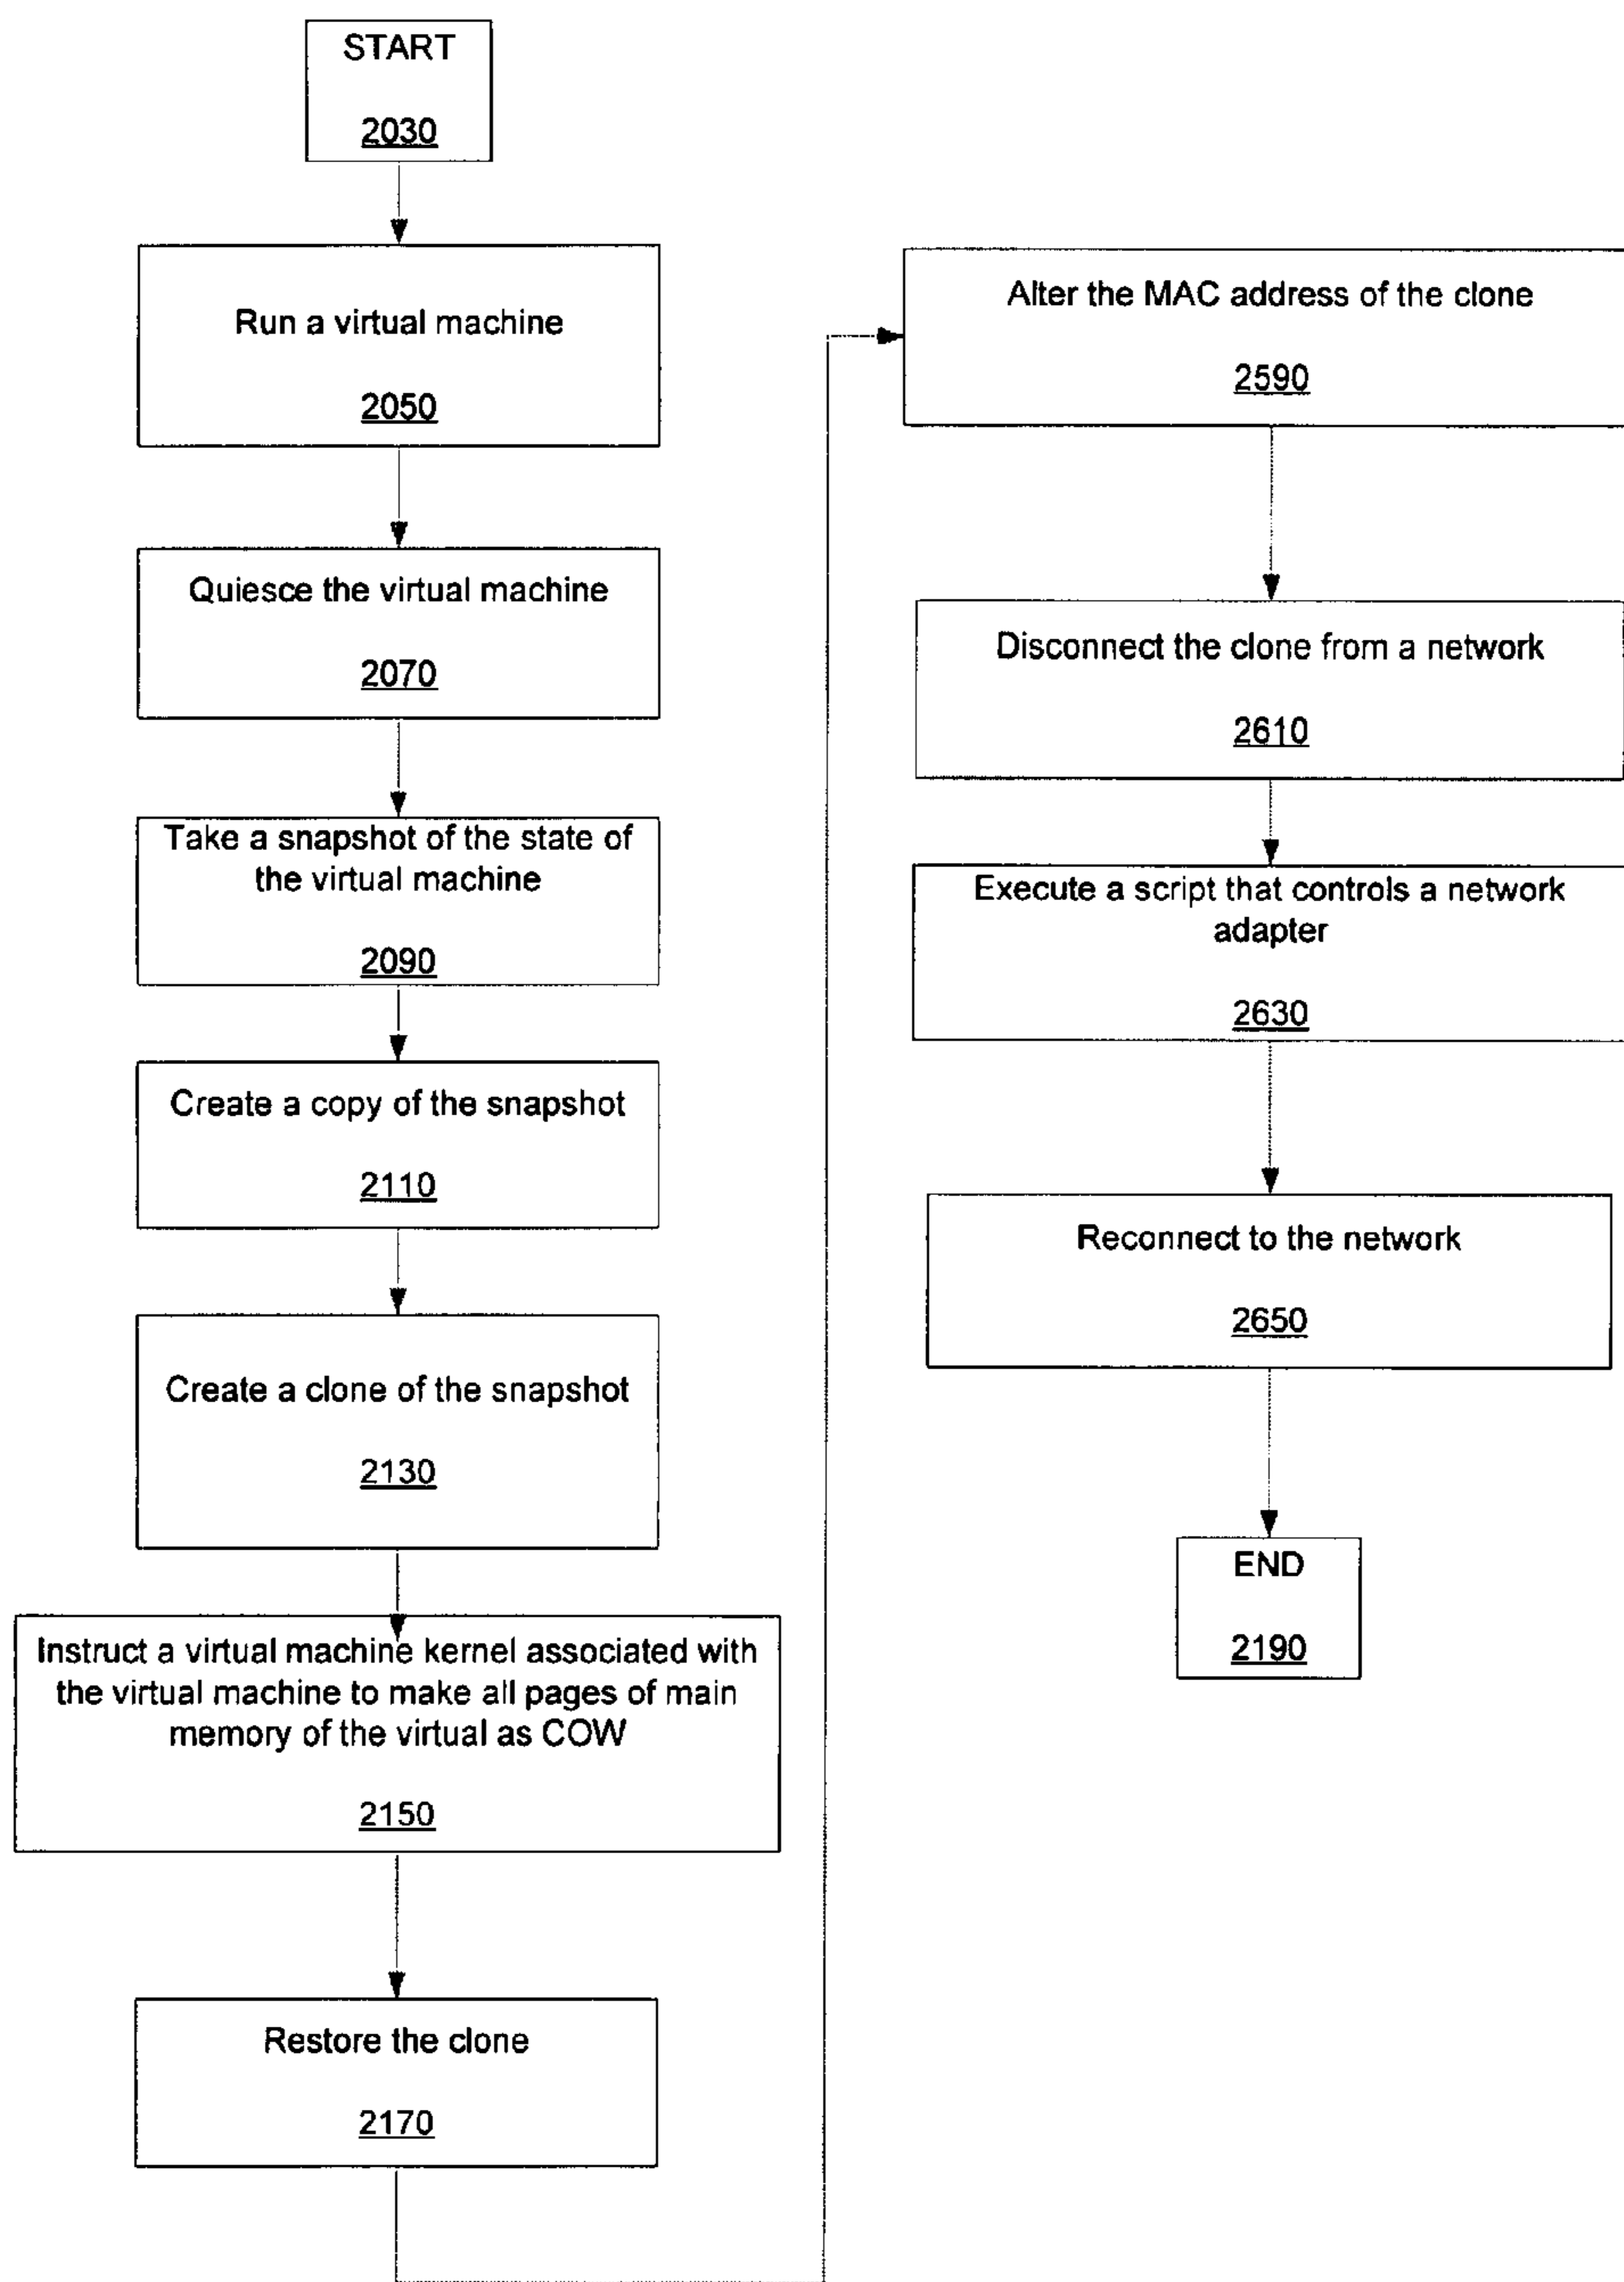 START
2030
Run a virtual machine
2050
Quiesce the virtual machine
2070
Take a snapshot of the state of
the virtual machine
2090
Create a copy of the snapshot
2110
Create a clone of the snapshot
2130
Instruct a virtual machine kernel associated with
the virtual machine to make all pages of main
memory of the virtual as COW
2150
Restore the clone
2170
Alter the MAC address of the clone
2590
Disconnect the clone from a network
2610
Execute a script that controls a network
adapter
2630
Reconnect to the network
2650
END
2190